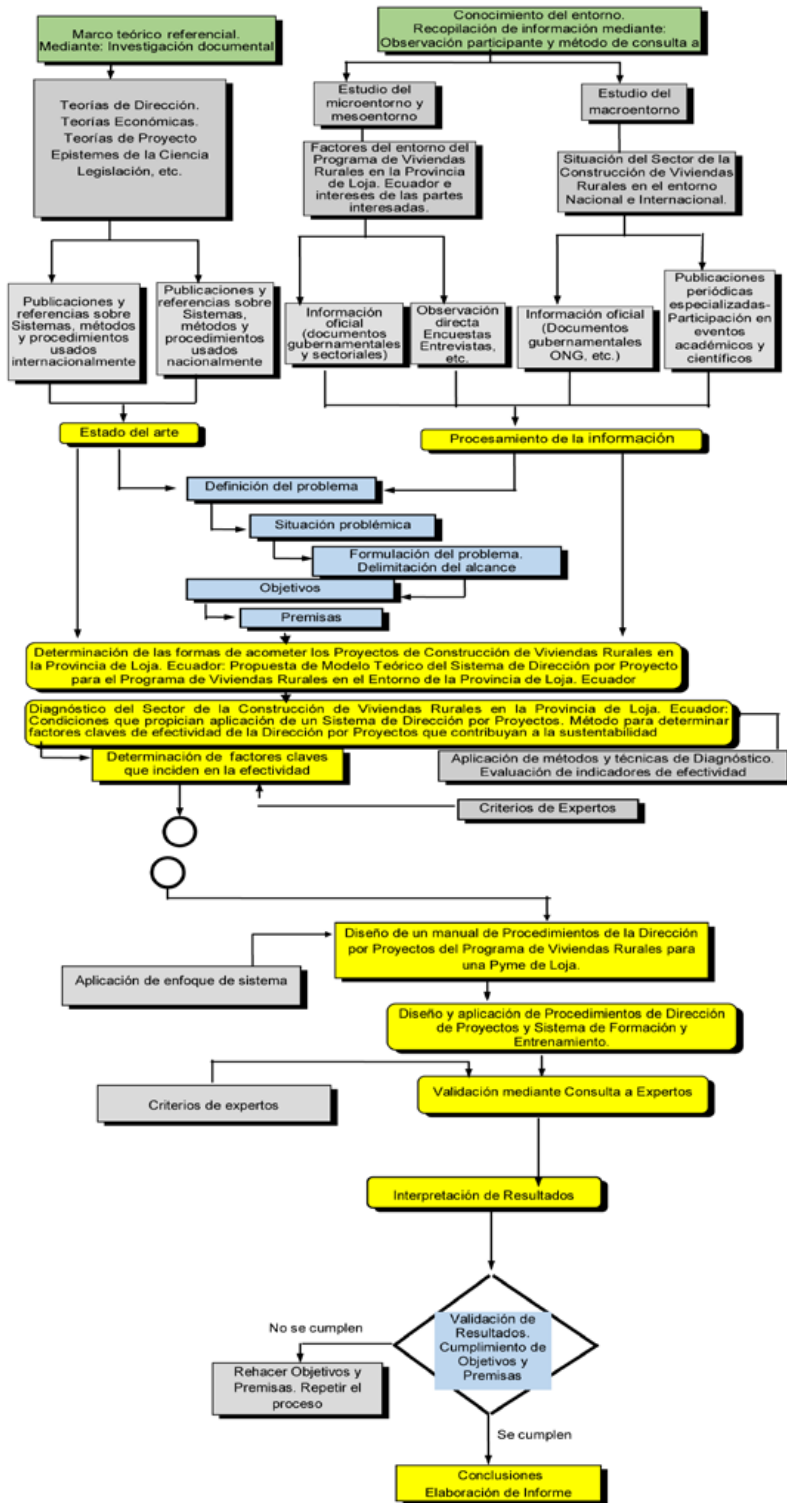 Marco teórico referencial.
Mediante: Investigación documental
Conocimiento del entorno.
Recopilación de información mediante:
Observación participante y método de consulta a
Teorías de Dirección.
Teorías Económicas.
Teorías de Proyecto
Epistemes de la Ciencia
Legislación, etc.
Estudio del
microentorno y
mesoentorno
Estudio del
macroentorno
Factores del entorno del
Programa de Viviendas
Rurales en la Provincia
de Loja. Ecuador e
intereses de las partes
interesadas.
Situación del Sector de la
Construcción de Viviendas
Rurales en el entorno
Nacional e Internacional.
Publicaciones y
referencias sobre
Sistemas, métodos
y procedimientos
usados
internacionalmente
Publicaciones y
referencias sobre
Sistemas,
métodos y
procedimientos
usados
nacionalmente
Información
oficial
(documentos
gubernamentales
y sectoriales)
Observación
directa
Encuestas
Entrevistas,
etc.
Información oficial
(Documentos
gubernamentales
ONG, etc.)
Publicaciones
periódicas
especializadas-
Participación en
eventos
académicos y
científicos
Estado del arte
Procesamiento de la información
Definición del problema
Situación problémica
Formulación del problema.
Delimitación del alcance
Objetivos
Premisas
Determinación de las formas de acometer los Proyectos de Construcción de Viviendas Rurales en
la Provincia de Loja. Ecuador: Propuesta de Modelo Teórico del Sistema de Dirección por Proyecto
para el Programa de Viviendas Rurales en el Entorno de la Provincia de Loja. Ecuador
Diagnóstico del Sector de la Construcción de Viviendas Rurales en la Provincia de Loja. Ecuador:
Condiciones que propician aplicación de un Sistema de Dirección por Proyectos. Método para determinar
factores claves de efectividad de la Dirección por Proyectos que contribuyan a la sustentabilidad
Determinación de factores claves
que inciden en la efectividad
Aplicación de métodos y técnicas de Diagnóstico.
Evaluación de indicadores de efectividad
Criterios de Expertos
Diseño de un manual de Procedimientos de la Dirección
por Proyectos del Programa de Viviendas Rurales para
una Pyme de Loja.
Aplicación de enfoque de sistema
Diseño y aplicación de Procedimientos de Dirección
de Proyectos y Sistema de Formación y
Entrenamiento.
Criterios de expertos
Validación mediante Consulta a Expertos
Interpretación de Resultados
Validación de
Resultados.
Cumplimiento de
Objetivos y
Premisas
No se cumplen
Rehacer Objetivos y
Premisas. Repetir el
proceso
Se cumplen
Conclusiones
Elaboración de Informe